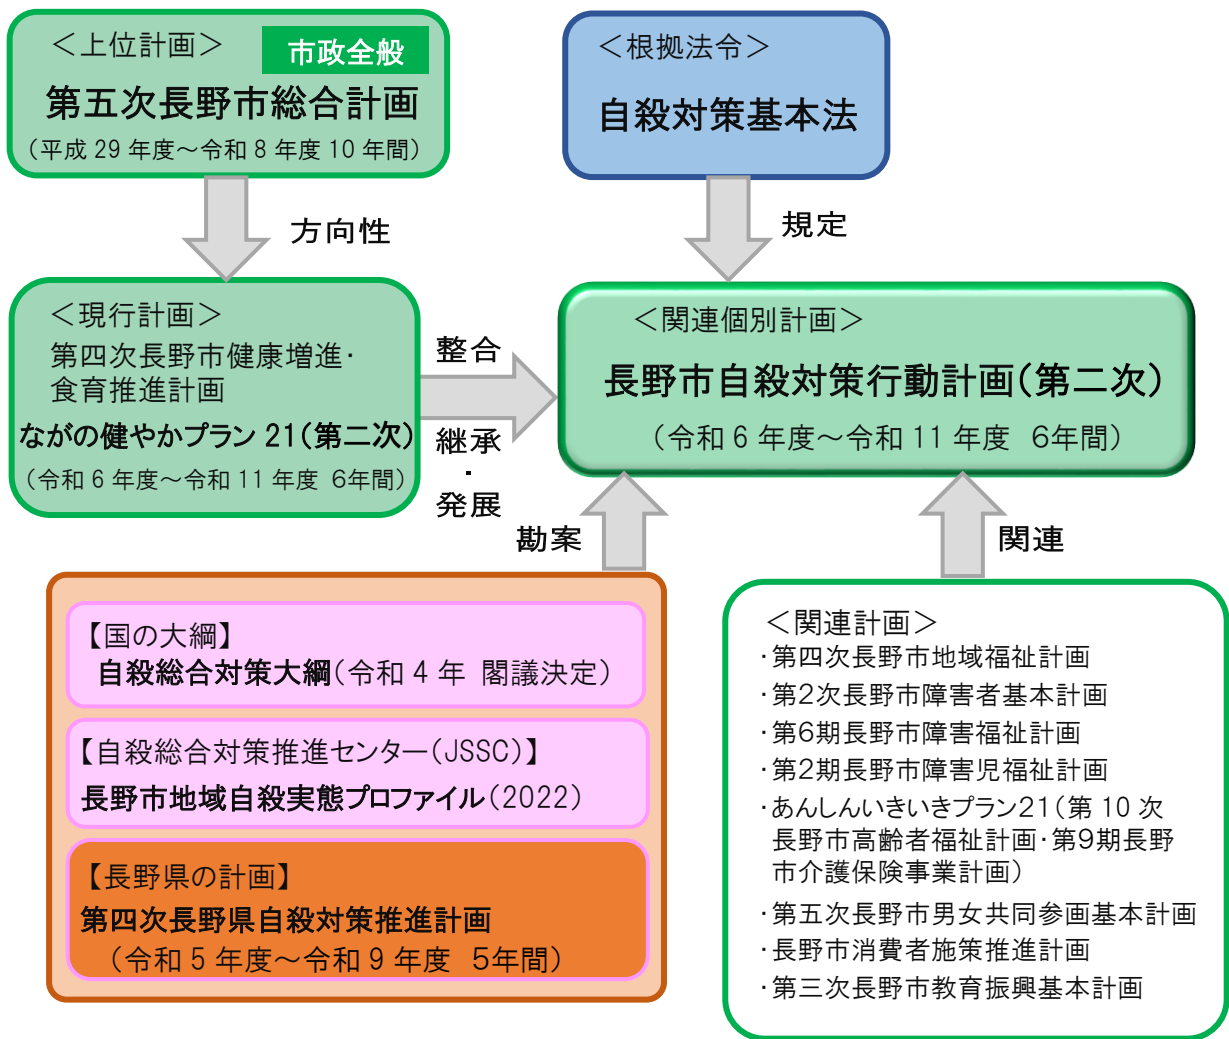 ＜上位計画＞
市政全般
第五次長野市総合計画
（平成 29 年度～令和 8 年度 10 年間）
方向性
＜根拠法令＞
自殺対策基本法
規定
＜現行計画＞
第四次長野市健康増進・
食育推進計画
ながの健やかプラン 21（第二次）
（令和 6 年度～令和 11 年度 6年間）
整合
継承
・
発展
＜関連個別計画＞
長野市自殺対策行動計画（第二次）
（令和 6 年度～令和 11 年度 6年間）
勘案
関連
【国の大綱】
自殺総合対策大綱（令和 4 年 閣議決定）
【自殺総合対策推進センター（JSSC）】
長野市地域自殺実態プロファイル（2022）
【長野県の計画】
第四次長野県自殺対策推進計画
（令和 5 年度～令和 9 年度 5年間）
＜関連計画＞
・第四次長野市地域福祉計画
・第2次長野市障害者基本計画
・第6期長野市障害福祉計画
・第2期長野市障害児福祉計画
・あんしんいきいきプラン21（第 10 次
長野市高齢者福祉計画・第9期長野
市介護保険事業計画）
・第五次長野市男女共同参画基本計画
・長野市消費者施策推進計画
・第三次長野市教育振興基本計画